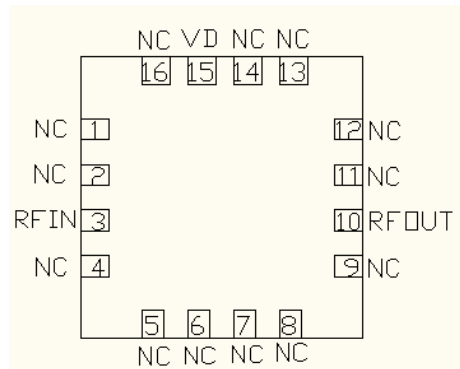 NC VD NC NC
16 15 14 13
NC 1 12 NC
NC 2 11 NC
RFIN 3 10 RFOUT
NC 4 9 NC
5 6 7 8
NC NC NC NC